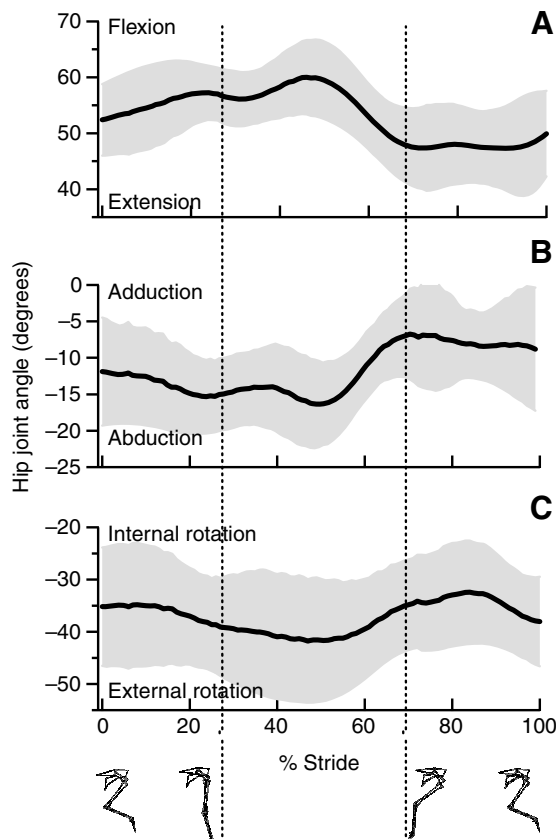 A
70
Flexion
60
50
40
Extension
B
0
Adduction
–5
–10
–15
–20
Abduction
–25
Hip joint angle (degrees)
C
–20
Internal rotation
–30
–40
–50
External rotation
0 20 40 60 80 100
% Stride